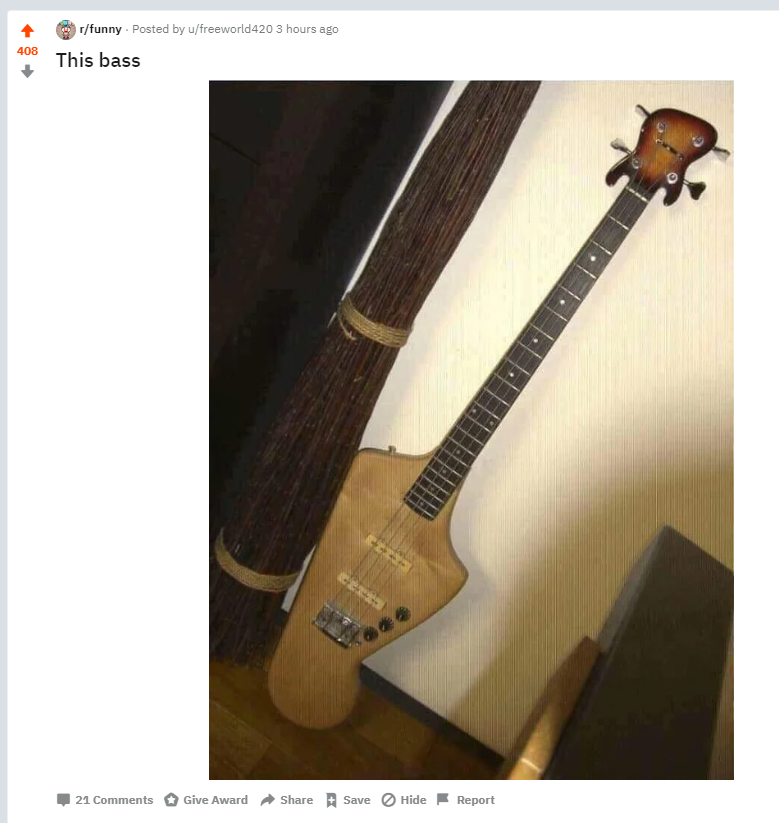 r/funny · Posted by u/freeworld420 3 hours ago
408
This bass
21 Comments Give Award Share Save Hide Report